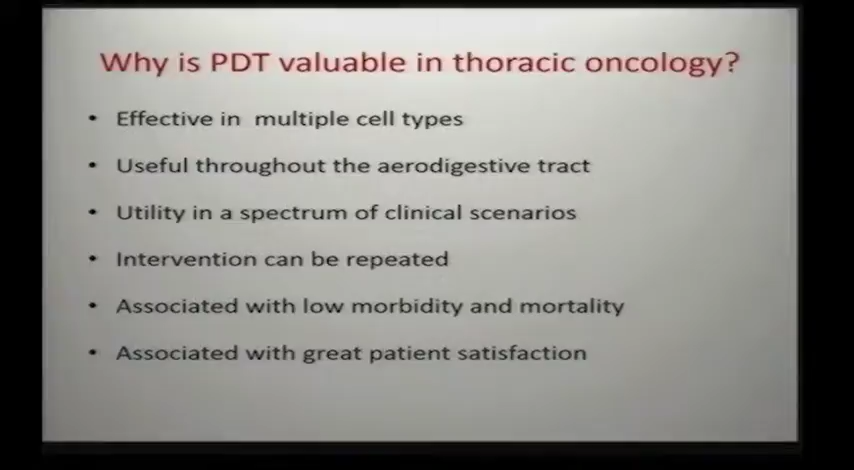 Why is PDT valuable in thoracic oncology?
• Effective in multiple cell types
• Useful throughout the aerodigestive tract
• Utility in a spectrum of clinical scenarios
• Intervention can be repeated
• Associated with low morbidity and mortality
• Associated with great patient satisfaction